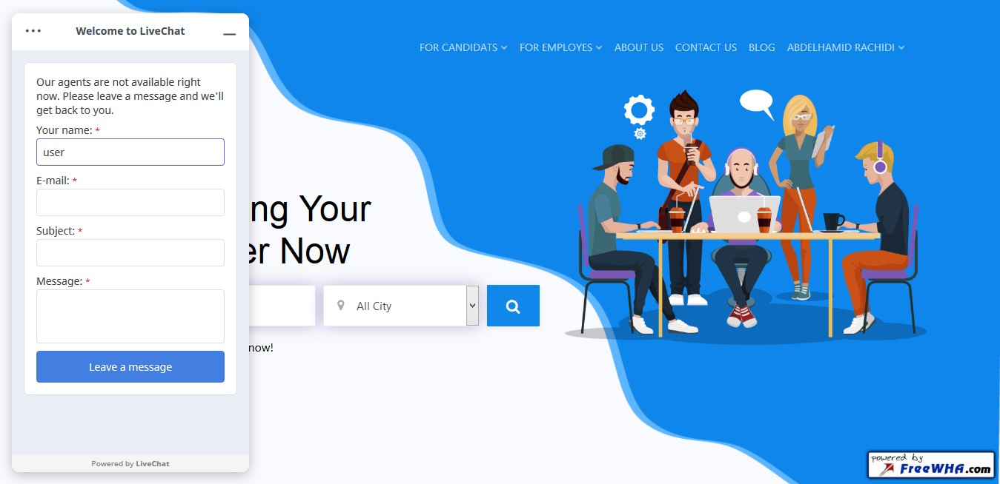 Welcome to LiveChat
Our agents are not available right
now. Please leave a message and we'll
get back to you.
Your name: *
user
E-mail: *
Subject: *
Message: *
Leave a message
Powered by LiveChat
FOR CANDIDATS
FOR EMPLOYES
ABOUT US
CONTACT US
BLOG
ABDELHAMID RACHIDI
ng Your
er Now
All City
now!
powered by
FreeWHA.com